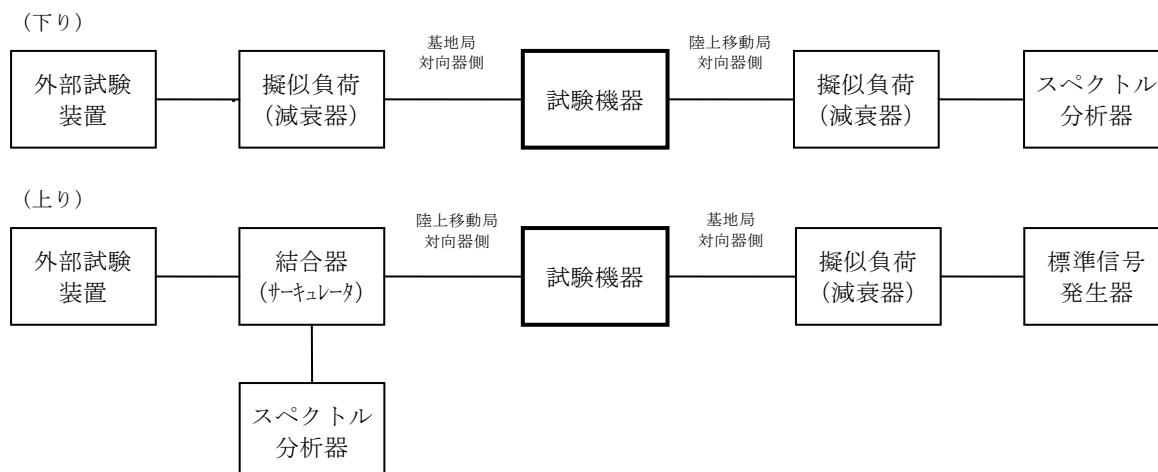 (下り)
外部試験
装置
擬似負荷
(減衰器)
基地局
対向器側
試験機器
陸上移動局
対向器側
擬似負荷
(減衰器)
スペクトル
分析器
(上り)
外部試験
装置
結合器
(ｻｰｷｭﾚｰﾀ)
陸上移動局
対向器側
試験機器
基地局
対向器側
擬似負荷
(減衰器)
標準信号
発生器
スペクトル
分析器